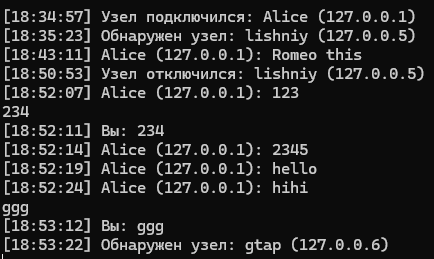 [18:34:57] Узел подключился: Alice (127.0.0.1)
[18:35:23] Обнаружен узел: lishniy (127.0.0.5)
[18:43:11] Alice (127.0.0.1): Romeo this
[18:50:53] Узел отключился: lishniy (127.0.0.5)
[18:52:07] Alice (127.0.0.1): 123
234
[18:52:11] Вы: 234
[18:52:14] Alice (127.0.0.1): 2345
[18:52:19] Alice (127.0.0.1): hello
[18:52:24] Alice (127.0.0.1): hihi
ggg
[18:53:12] Вы: ggg
[18:53:22] Обнаружен узел: gtap (127.0.0.6)